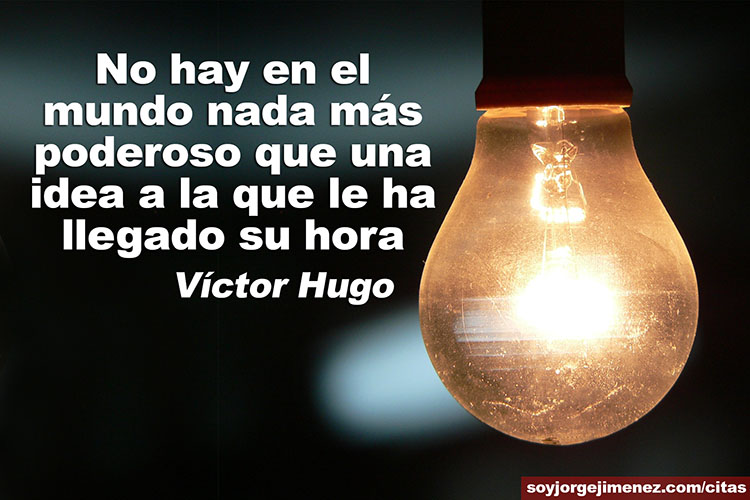 No hay en el
mundo nada más
poderoso que una
idea a la que le ha
llegado su hora
Víctor Hugo
soyjorgejimenez.com/citas